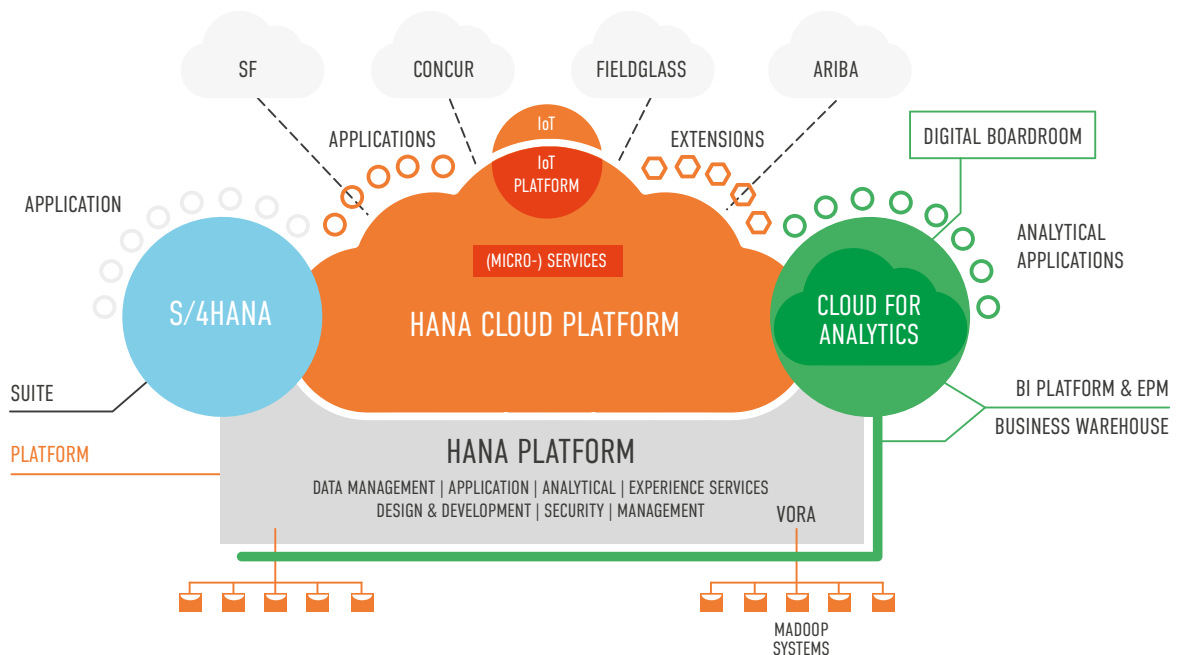 SF
CONCUR
FIELDGLASS
ARIBA
IoT
APPLICATIONS
EXTENSIONS
DIGITAL BOARDROOM
IoT
PLATFORM
APPLICATION
ANALYTICAL
APPLICATIONS
(MICRO-) SERVICES
S/4HANA
HANA CLOUD PLATFORM
CLOUD FOR
ANALYTICS
SUITE
BI PLATFORM & EPM
BUSINESS WAREHOUSE
PLATFORM
HANA PLATFORM
DATA MANAGEMENT | APPLICATION | ANALYTICAL | EXPERIENCE SERVICES
DESIGN & DEVELOPMENT | SECURITY | MANAGEMENT
VORA
MADOOP
SYSTEMS